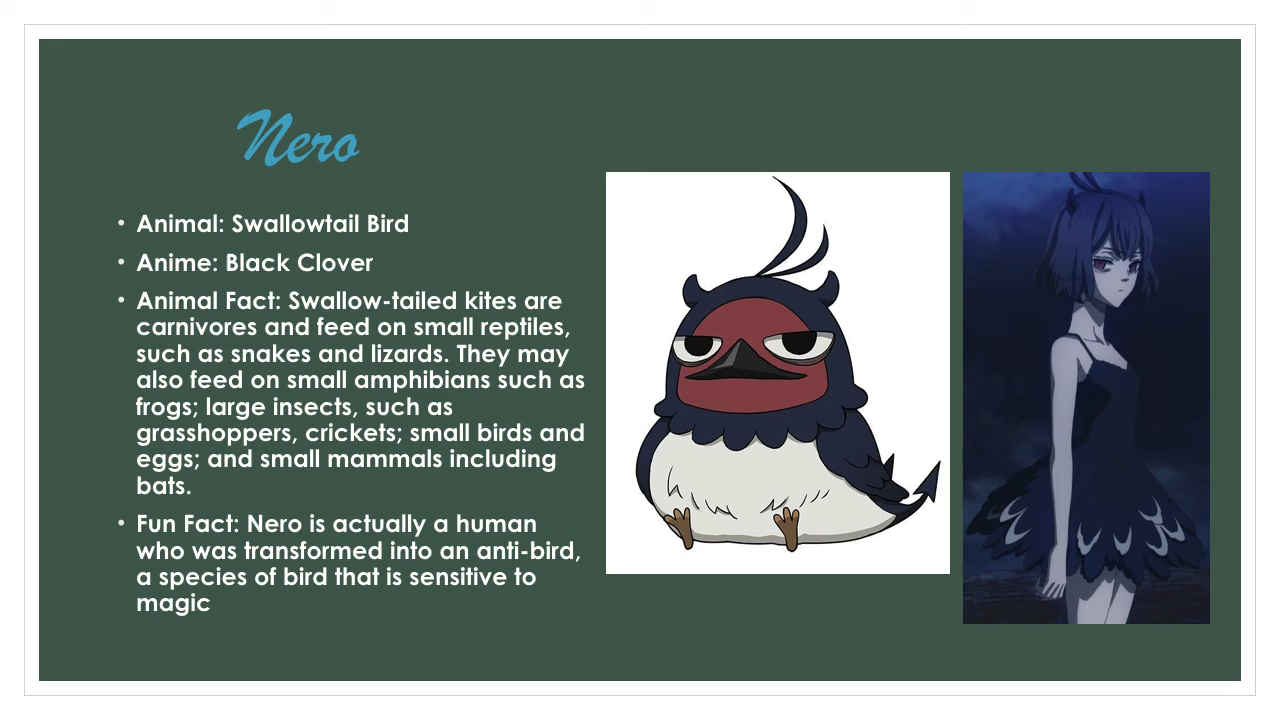 Nero
• Animal: Swallowtail Bird
• Anime: Black Clover
• Animal Fact: Swallow-tailed kites are
carnivores and feed on small reptiles,
such as snakes and lizards. They may
also feed on small amphibians such as
frogs; large insects, such as
grasshoppers, crickets; small birds and
eggs; and small mammals including
bats.
• Fun Fact: Nero is actually a human
who was transformed into an anti-bird,
a species of bird that is sensitive to
magic